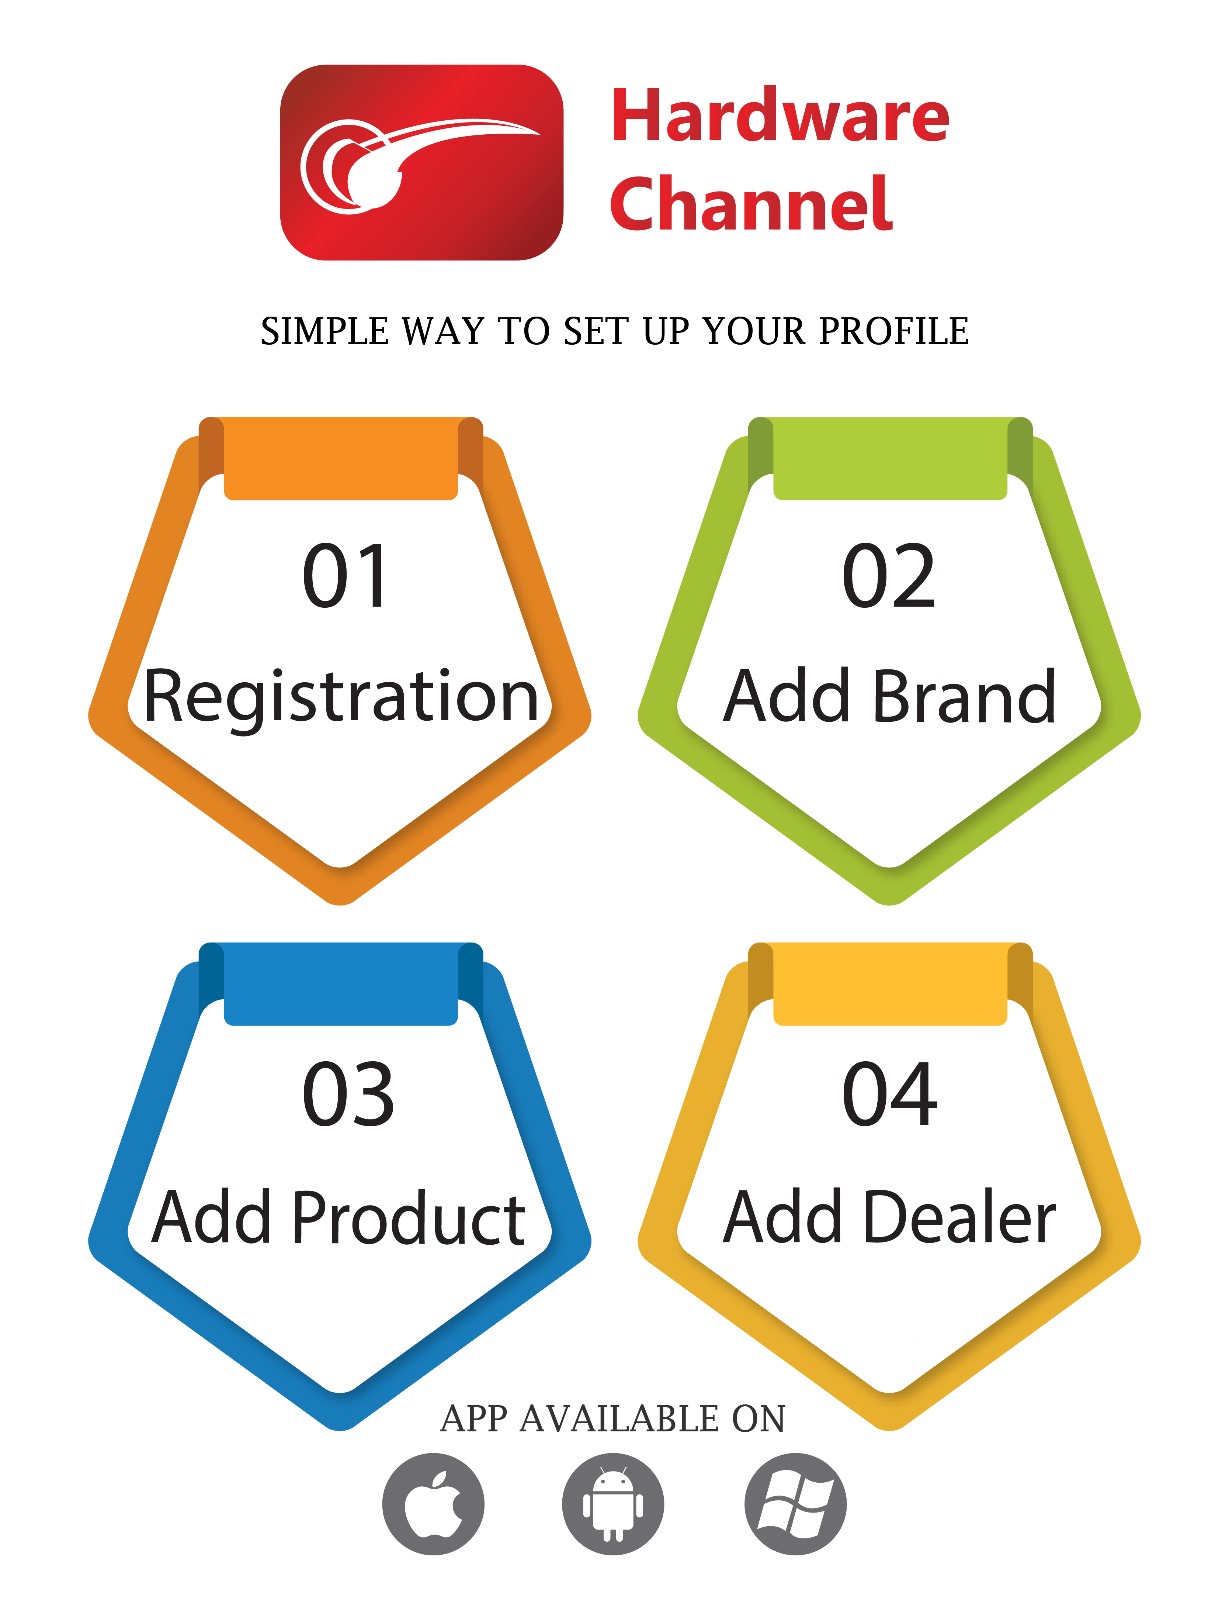 Hardware
Channel
SIMPLE WAY TO SET UP YOUR PROFILE
01
Registration
02
Add Brand
03
Add Product
04
Add Dealer
APP AVAILABLE ON